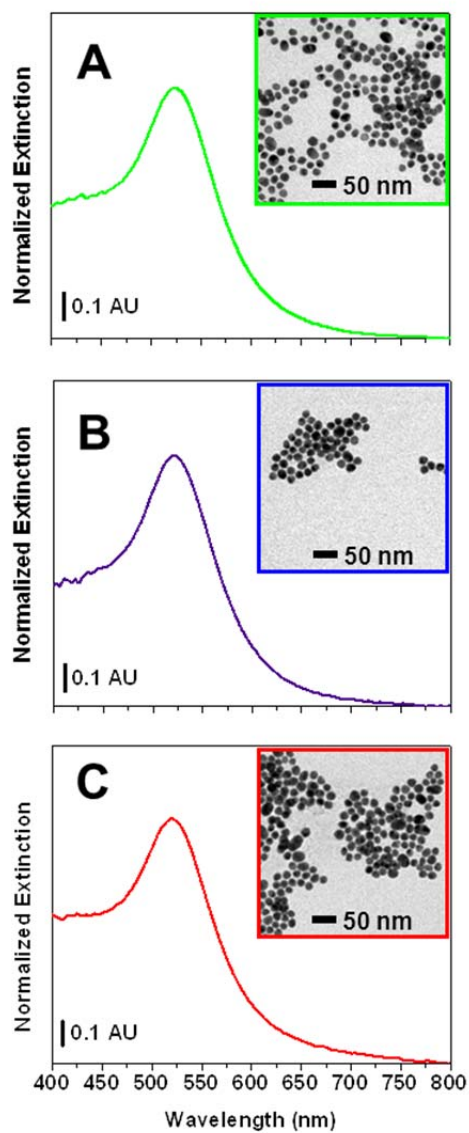 A
Normalized Extinction
50 nm
0.1 AU
B
Normalized Extinction
50 nm
0.1 AU
C
Normalized Extinction
50 nm
0.1 AU
400 450 500 550 600 650 700 750 800
Wavelength (nm)